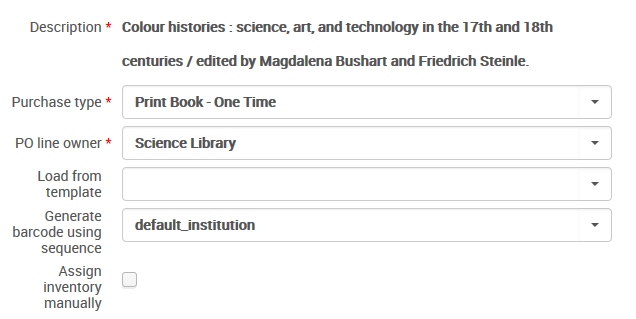 Description * Colour histories : science, art, and technology in the 17th and 18th
centuries / edited by Magdalena Bushart and Friedrich Steinle.
Purchase type * Print Book - One Time
PO line owner * Science Library
Load from
template
Generate
barcode using default_institution
sequence
Assign
inventory
manually